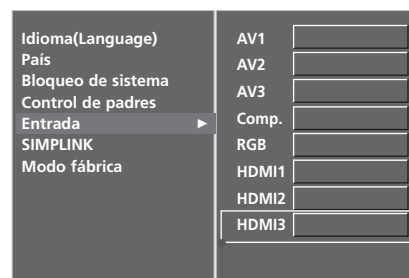 Idioma(Language)
País
Bloqueo de sistema
Control de padres
Entrada ►
SIMPLINK
Modo fábrica
AV1
AV2
AV3
Comp.
RGB
HDMI1
HDMI2
HDMI3